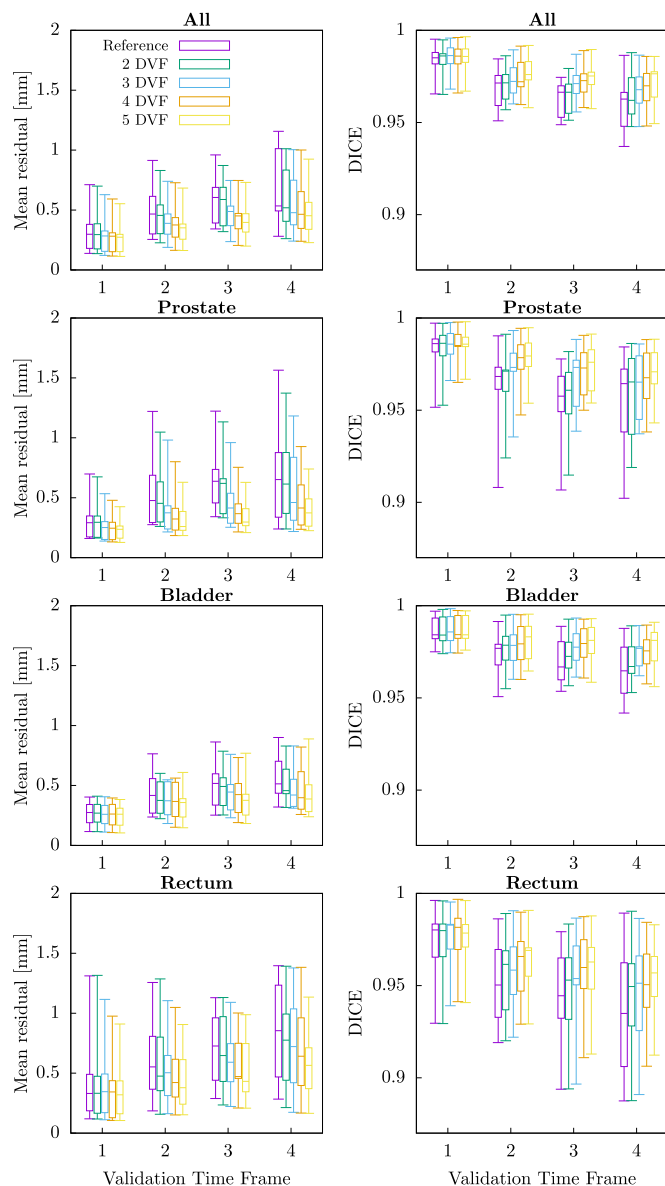 All
All
Mean residual [mm]
DICE
Reference
2 DVF
3 DVF
4 DVF
5 DVF
2
1.5
1
0.5
0
1 2 3 4
1
0.95
0.9
1 2 3 4
Prostate
Prostate
Mean residual [mm]
DICE
2
1.5
1
0.5
0
1 2 3 4
1
0.95
0.9
1 2 3 4
Bladder
Bladder
Mean residual [mm]
DICE
2
1.5
1
0.5
0
1 2 3 4
1
0.95
0.9
1 2 3 4
Rectum
Rectum
Mean residual [mm]
DICE
2
1.5
1
0.5
0
1 2 3 4
1
0.95
0.9
1 2 3 4
Validation Time Frame
Validation Time Frame